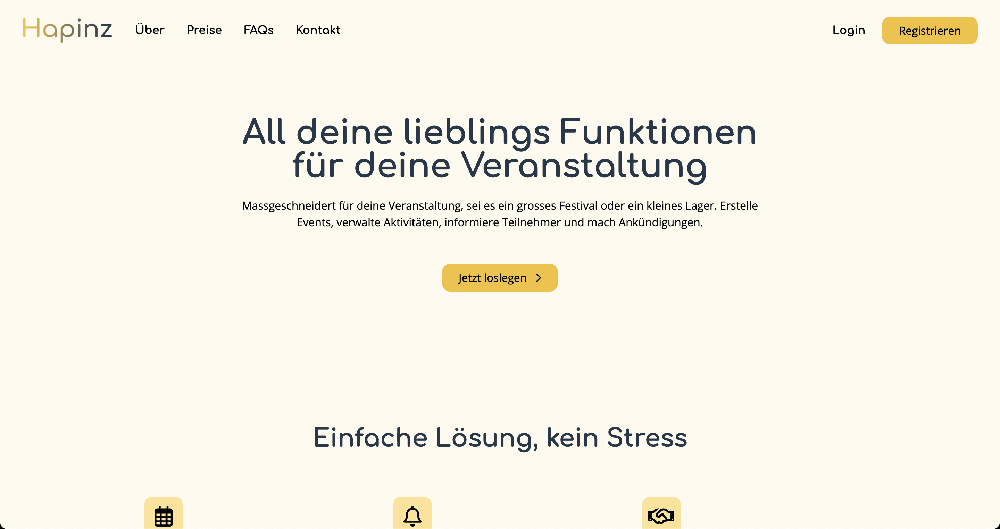 Hapinz
Über
Preise
FAQs
Kontakt
Login
Registrieren
All deine lieblings Funktionen
für deine Veranstaltung
Massgeschneidert für deine Veranstaltung, sei es ein grosses Festival oder ein kleines Lager. Erstelle
Events, verwalte Aktivitäten, informiere Teilnehmer und mach Ankündigungen.
Jetzt loslegen
Einfache Lösung, kein Stress